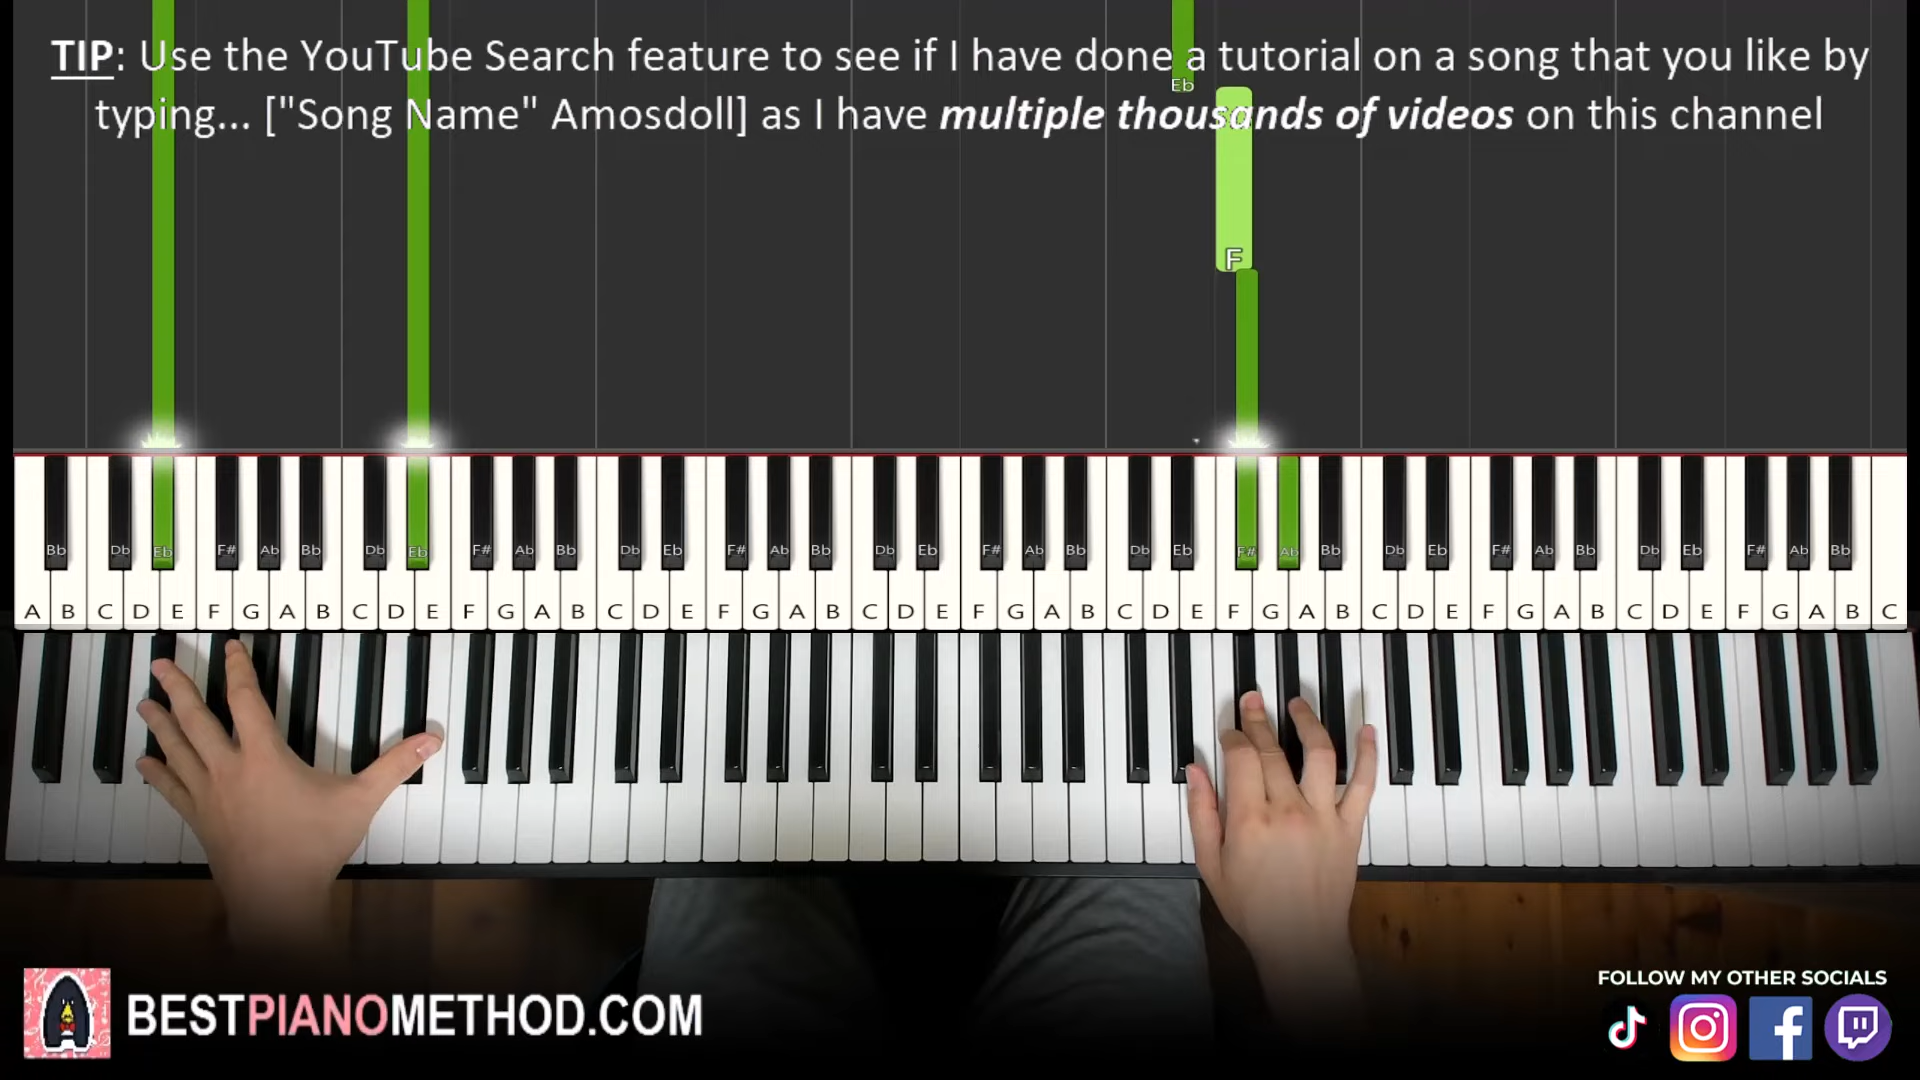 TIP: Use the YouTube Search feature to see if I have done a tutorial on a song that you like by
typing... ["Song Name" Amosdoll] as I have multiple thousands of videos on this channel
Eb
F
Bb Db Eb F# Ab Bb Db Eb F# Ab Bb Db Eb F# Ab Bb Db Eb F# Ab Bb Db Eb F# Ab Bb Db Eb F# Ab Bb Db Eb F# Ab Bb
A B C D E F G A B C D E F G A B C D E F G A B C D E F G A B C D E F G A B C D E F G A B C D E F G A B C
BESTPIANOMETHOD.COM
FOLLOW MY OTHER SOCIALS